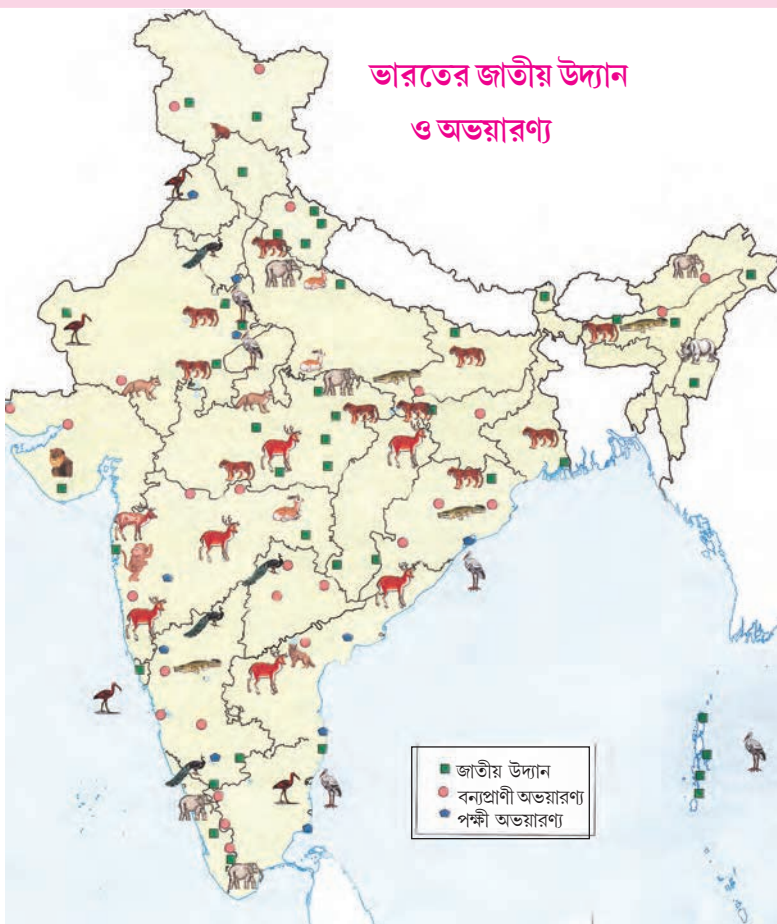 ভারতের জাতীয় উদ্যান
ও অভয়ারণ্য
জাতীয় উদ্যান
বন্যপ্রাণী অভয়ারণ্য
পক্ষী অভয়ারণ্য